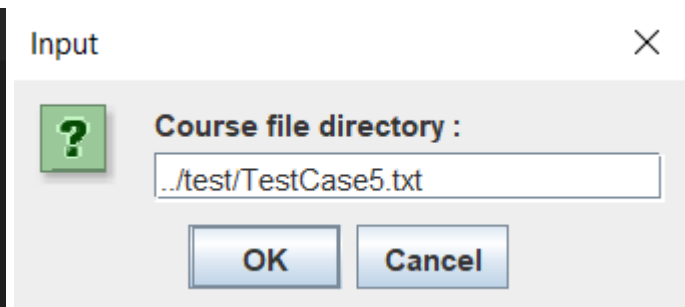 Input
?
Course file directory :
../test/TestCase5.txt
OK Cancel